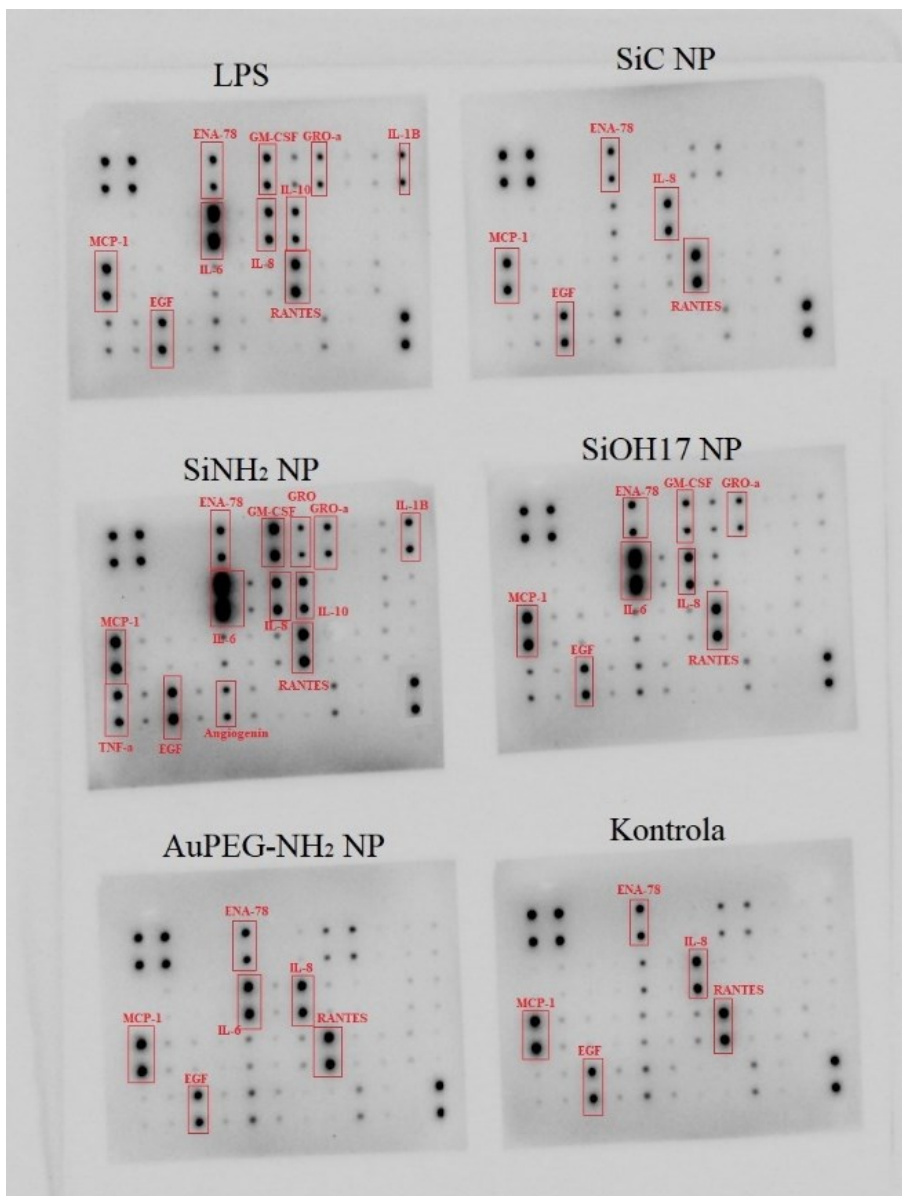 LPS
ENA-78
GM-CSF
GRO-a
IL-1B
IL-10
MCP-1
IL-6
IL-8
EGF
RANTES
SiC NP
ENA-78
IL-8
MCP-1
EGF
RANTES
SiNH₂ NP
ENA-78
GM-CSF
GRO
GRO-a
IL-1B
MCP-1
IL-6
IL-8
IL-10
RANTES
TNF-a
EGF
Angiogenin
SiOH17 NP
ENA-78
GM-CSF
GRO-a
MCP-1
IL-6
IL-8
EGF
RANTES
AuPEG-NH₂ NP
ENA-78
IL-8
MCP-1
IL-6
RANTES
EGF
Kontrola
ENA-78
IL-8
MCP-1
RANTES
EGF